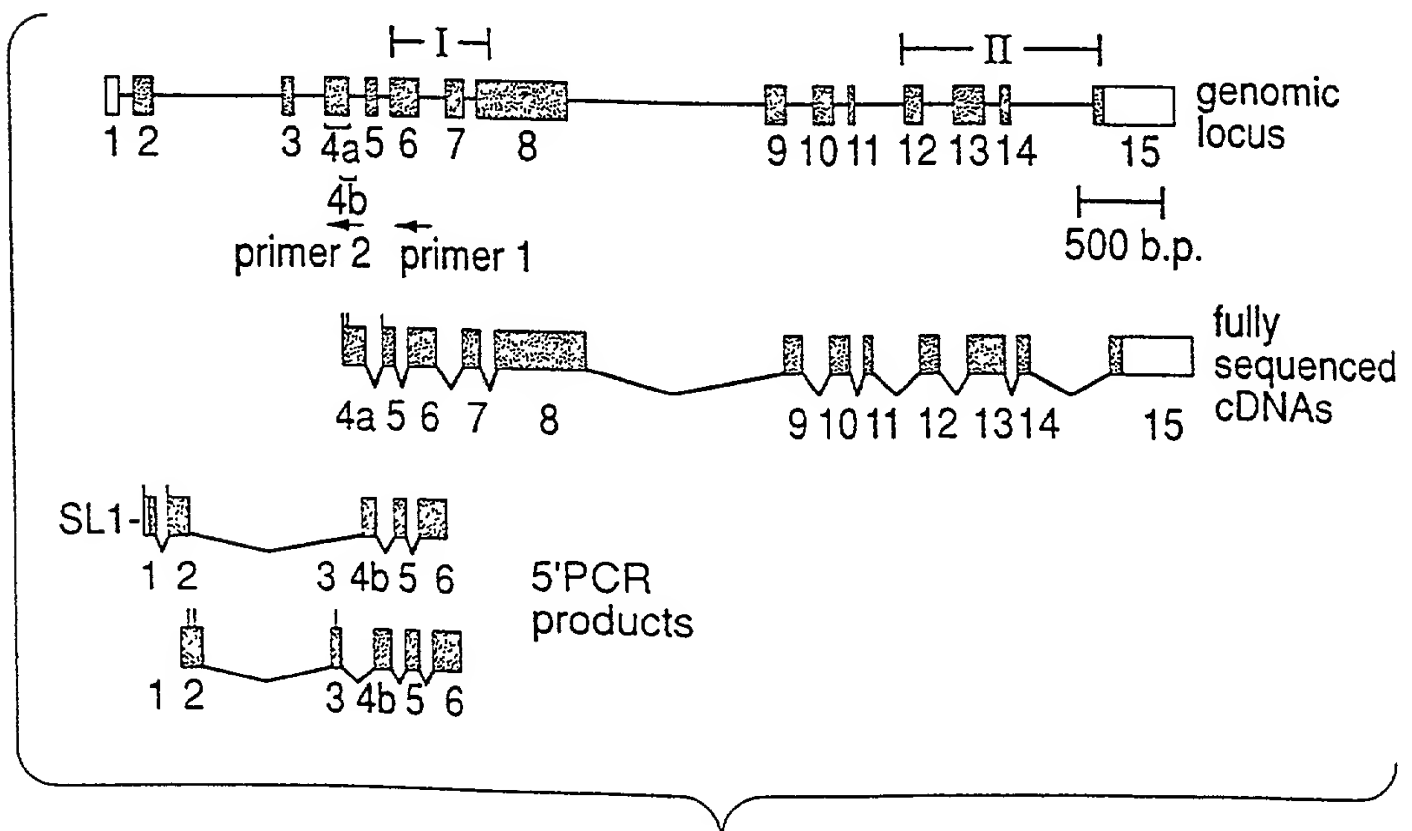 I II
genomic
locus
1 2 3 4a 5 6 7 8 9 10 11 12 13 14 15
4b
primer 2 primer 1
500 b.p.
fully
sequenced
cDNAs
4a 5 6 7 8 9 10 11 12 13 14 15
SL1-
1 2 3 4b 5 6
5'PCR
products
1 2 3 4b 5 6